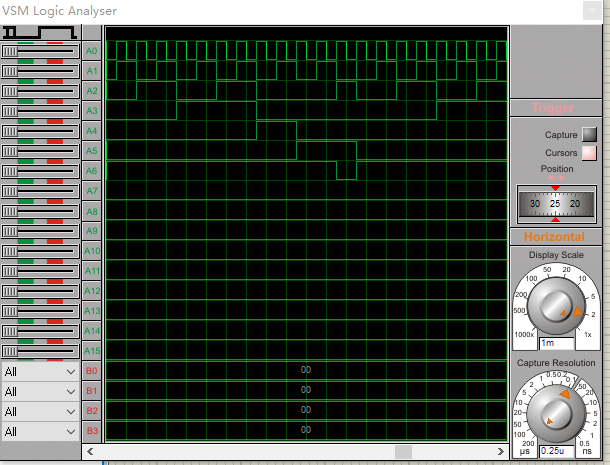 VSM Logic Analyser
A0
A1
A2
A3
A4
A5
A6
A7
A8
A9
A10
A11
A12
A13
A14
A15
All B0 00
All B1 00
All B2 00
All B3 00
Trigger
Capture
Cursors
Position
30 25 20
Horizontal
Display Scale
100 50 20 10
200 5
500 2
1000x 1x
1m
Capture Resolution
1 0.5 0.2 0.1
2 50
5 20
10 10
20 5
50 2
100 1
200 0.5
µs 0.25u ns